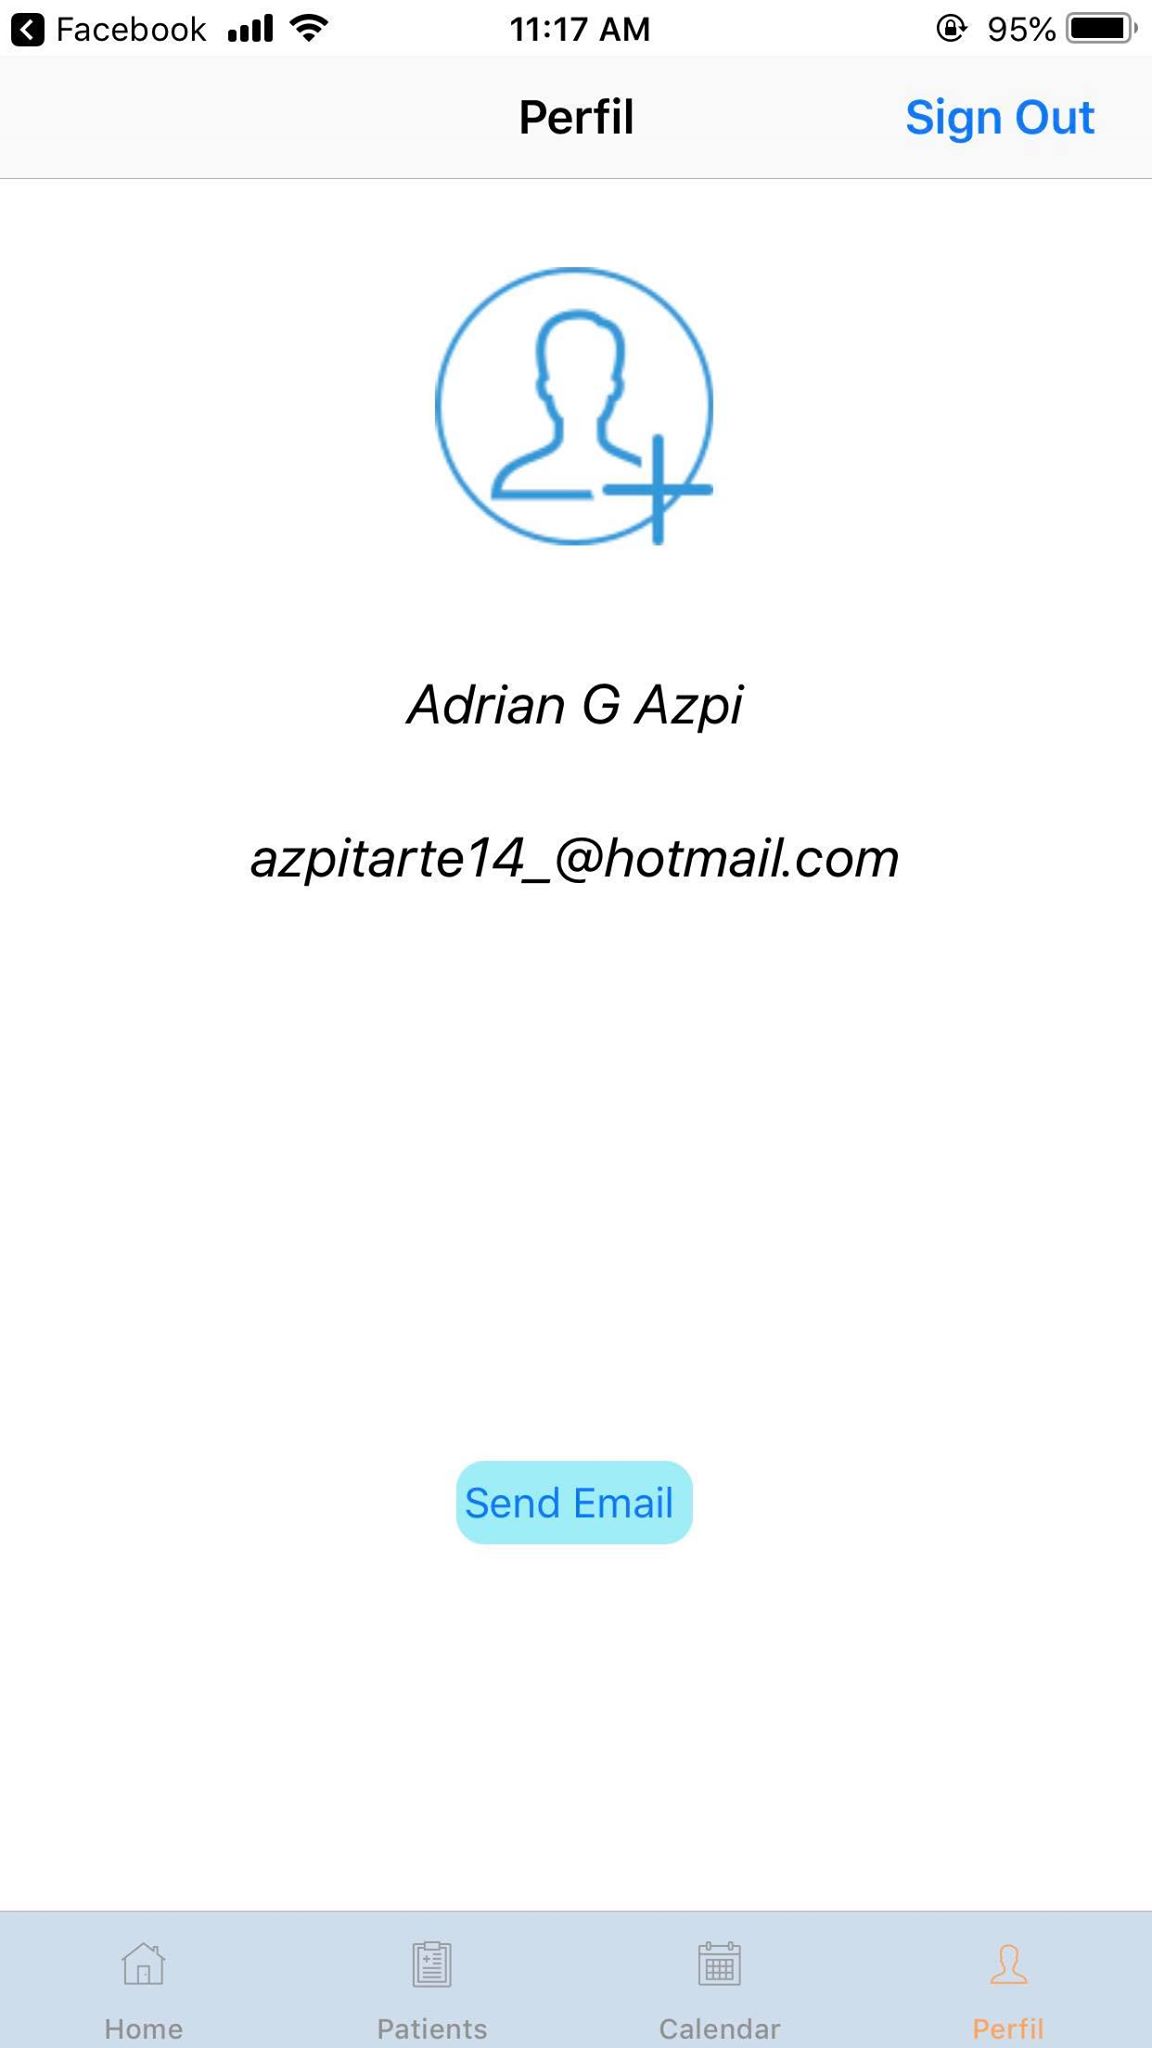 Facebook 11:17 AM 95%
Perfil Sign Out
Adrian G Azpi
azpitarte14_@hotmail.com
Send Email
Home Patients Calendar Perfil